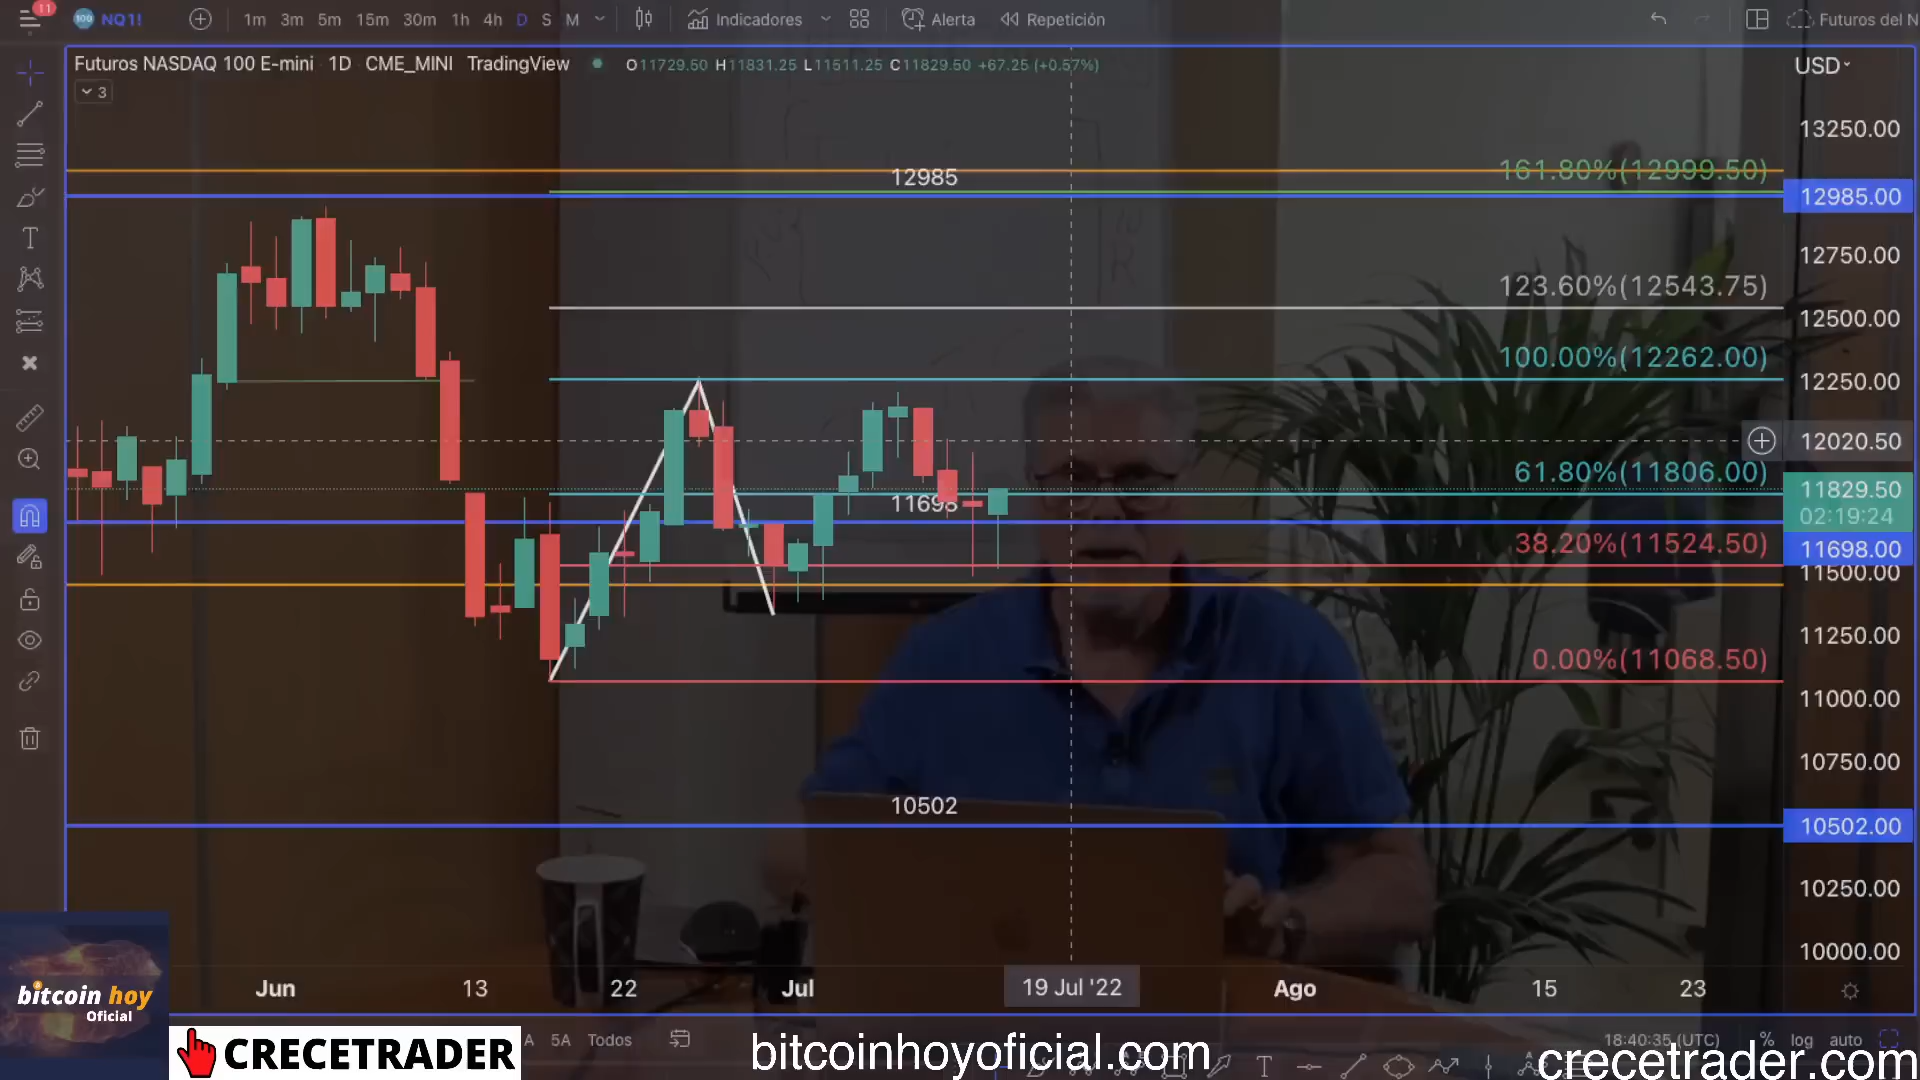 11
100 NQ1! 1m 3m 5m 15m 30m 1h 4h D S M Indicadores Alerta Repetición Futuros del N
Futuros NASDAQ 100 E-mini 1D CME_MINI TradingView O11729.50 H11831.25 L11511.25 C11829.50 +67.25 (+0.57%)
USD
3
13250.00
161.80%(12999.50)
12985
12985.00
12750.00
123.60%(12543.75)
12500.00
100.00%(12262.00)
12250.00
12020.50
61.80%(11806.00)
11829.50
11698
02:19:24
38.20%(11524.50)
11698.00
11500.00
11250.00
0.00%(11068.50)
11000.00
10750.00
10502
10502.00
10250.00
10000.00
Jun 13 22 Jul 19 Jul '22 Ago 15 23
bitcoin hoy
Oficial
CRECETRADER
A 5A Todos
bitcoinhoyoficial.com
18:40:35 (UTC) % log auto
crecetrader.com